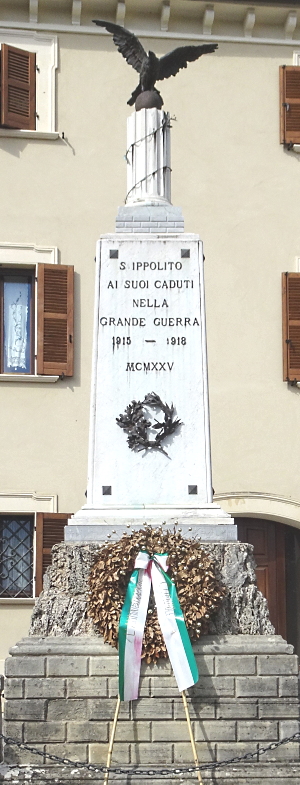 S. IPPOLITO
AI SUOI CADUTI
NELLA
GRANDE GUERRA
1915 — 1918
MCMXXV